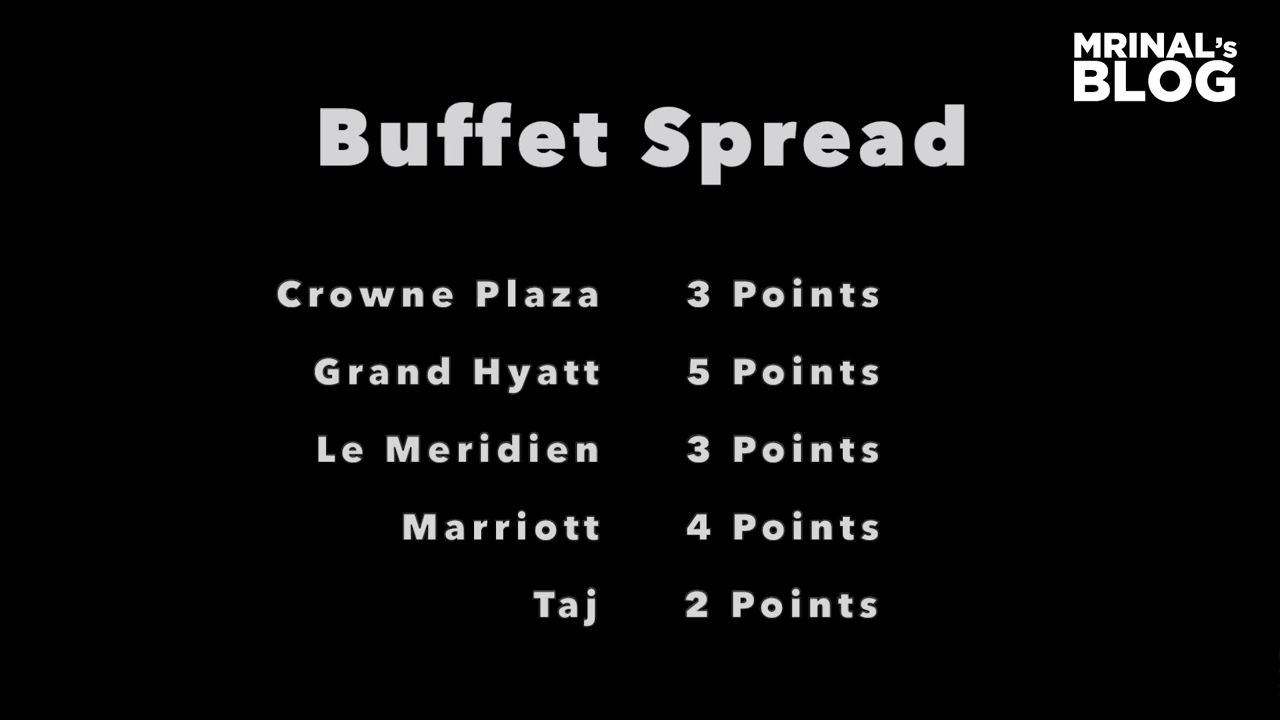 MRINAL's
BLOG
Buffet Spread
Crowne Plaza 3 Points
Grand Hyatt 5 Points
Le Meridien 3 Points
Marriott 4 Points
Taj 2 Points